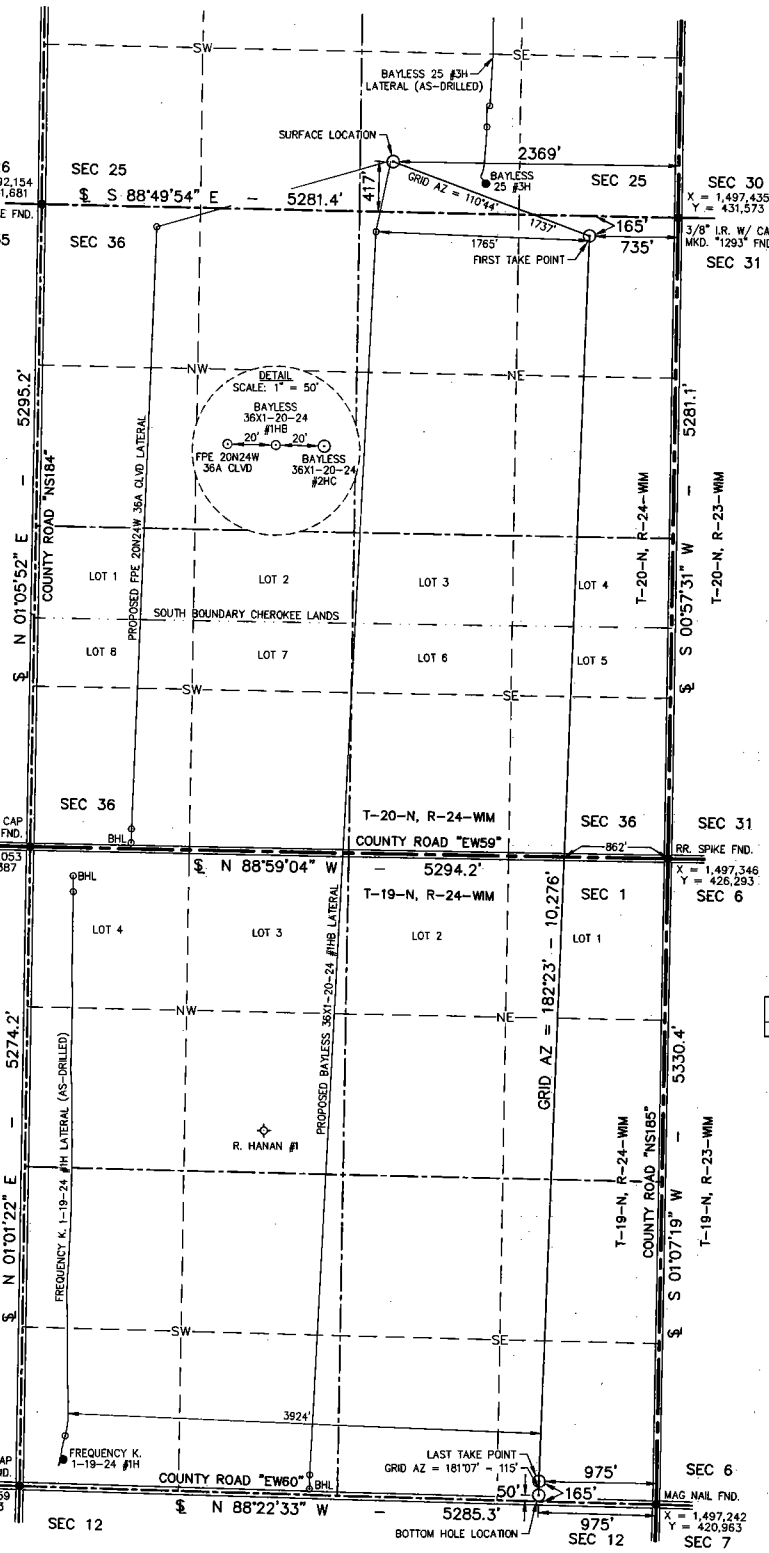 SW
SE
BAYLESS 25 #3H
LATERAL (AS-DRILLED)
SURFACE LOCATION
2369'
SEC 25
417'
GRID AZ = 110°44'
1737'
BAYLESS
25 #3H
SEC 25
SEC 30
X = 1,497,435
Y = 431,573
℄ S 88°49'54" E - 5281.4'
165'
SEC 36
1765'
FIRST TAKE POINT
735'
3/8" I.R. W/ CA
MKD. "1293" FND
SEC 31
NW
NE
DETAIL
SCALE: 1" = 50'
BAYLESS
36X1-20-24
#1HB
20'
20'
FPE 20N24W
36A CLVD
BAYLESS
36X1-20-24
#2HC
℄ N 01°05'52" E - 5295.2'
COUNTY ROAD "NS184"
PROPOSED FPE 20N24W 36A CLVD LATERAL
T-20-N, R-24-WIM
℄ S 00°57'31" W - 5281.1'
T-20-N, R-23-WIM
LOT 1
LOT 2
LOT 3
LOT 4
SOUTH BOUNDARY CHEROKEE LANDS
LOT 8
LOT 7
LOT 6
LOT 5
SW
SE
SEC 36
T-20-N, R-24-WIM
SEC 36
SEC 31
CAP
FND.
BHL
COUNTY ROAD "EW59"
862'
RR. SPIKE FND.
℄ N 88°59'04" W - 5294.2'
X = 1,497,346
Y = 426,293
BHL
T-19-N, R-24-WIM
SEC 1
SEC 6
LOT 4
LOT 3
LOT 2
LOT 1
NW
NE
PROPOSED BAYLESS 36X1-20-24 #1HB LATERAL
GRID AZ = 182°23' - 10,276'
℄ N 01°01'22" E - 5274.2'
FREQUENCY K. 1-19-24 #1H LATERAL (AS-DRILLED)
R. HANAN #1
T-19-N, R-24-WIM
COUNTY ROAD "NS185"
℄ S 01°07'19" W - 5330.4'
T-19-N, R-23-WIM
SW
SE
3924'
FREQUENCY K.
1-19-24 #1H
LAST TAKE POINT
GRID AZ = 181°07' - 115'
975'
SEC 6
COUNTY ROAD "EW60"
BHL
50'
165'
MAG NAIL FND.
℄ N 88°22'33" W - 5285.3'
X = 1,497,242
Y = 420,963
SEC 12
BOTTOM HOLE LOCATION
975'
SEC 12
SEC 7